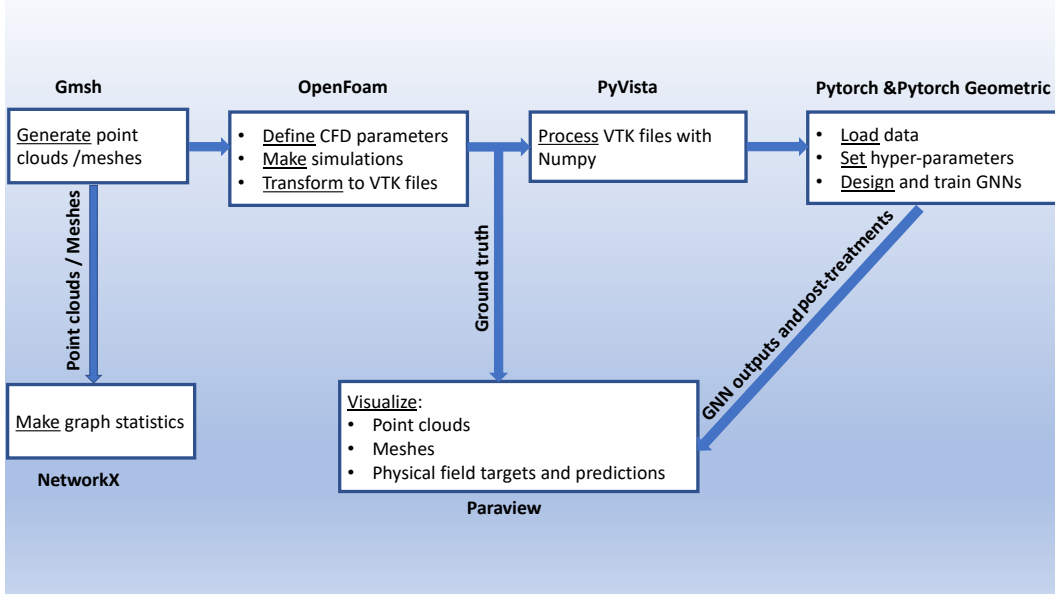 Gmsh
Generate point
clouds /meshes
OpenFoam
• Define CFD parameters
• Make simulations
• Transform to VTK files
PyVista
Process VTK files with
Numpy
Pytorch &Pytorch Geometric
• Load data
• Set hyper-parameters
• Design and train GNNs
Point clouds / Meshes
Ground truth
GNN outputs and post-treatments
Make graph statistics
NetworkX
Visualize:
• Point clouds
• Meshes
• Physical field targets and predictions
Paraview